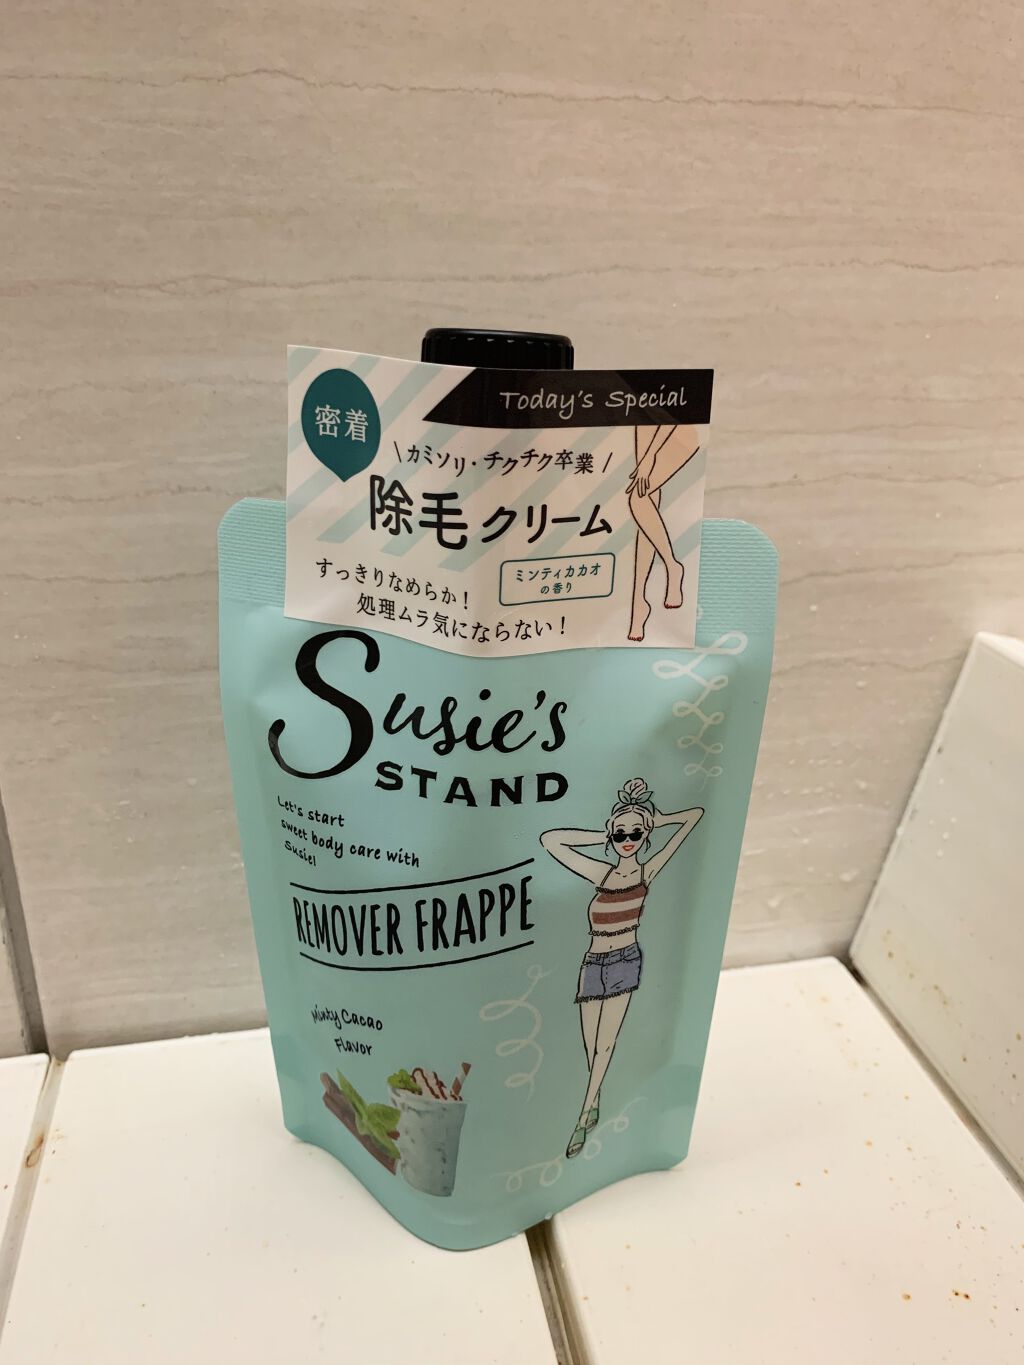 Today's Special
密着
\カミソリ・チクチク卒業/
除毛クリーム
ミンティカカオ
の香り
すっきりなめらか!
処理ムラ気にならない!
Susie's
STAND
Let's start
sweet body care with
Susie!
REMOVER FRAPPE
Minty Cacao
Flavor